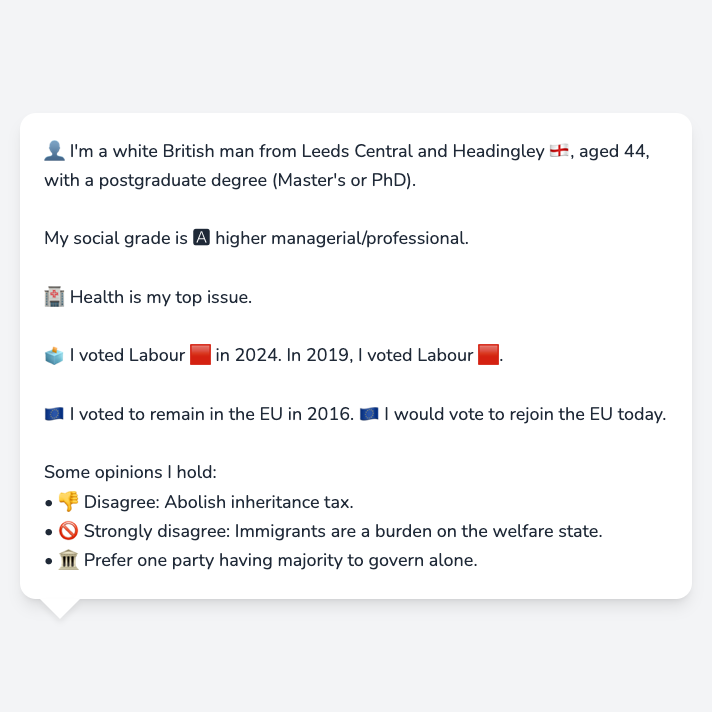 👤 I'm a white British man from Leeds Central and Headingley 🏴󠁧󠁢󠁥󠁮󠁧󠁿, aged 44,
with a postgraduate degree (Master's or PhD).
My social grade is 🅰 higher managerial/professional.
🏥 Health is my top issue.
🗳️ I voted Labour 🟥 in 2024. In 2019, I voted Labour 🟥.
🇪🇺 I voted to remain in the EU in 2016. 🇪🇺 I would vote to rejoin the EU today.
Some opinions I hold:
• 👎 Disagree: Abolish inheritance tax.
• 🚫 Strongly disagree: Immigrants are a burden on the welfare state.
• 🏛️ Prefer one party having majority to govern alone.